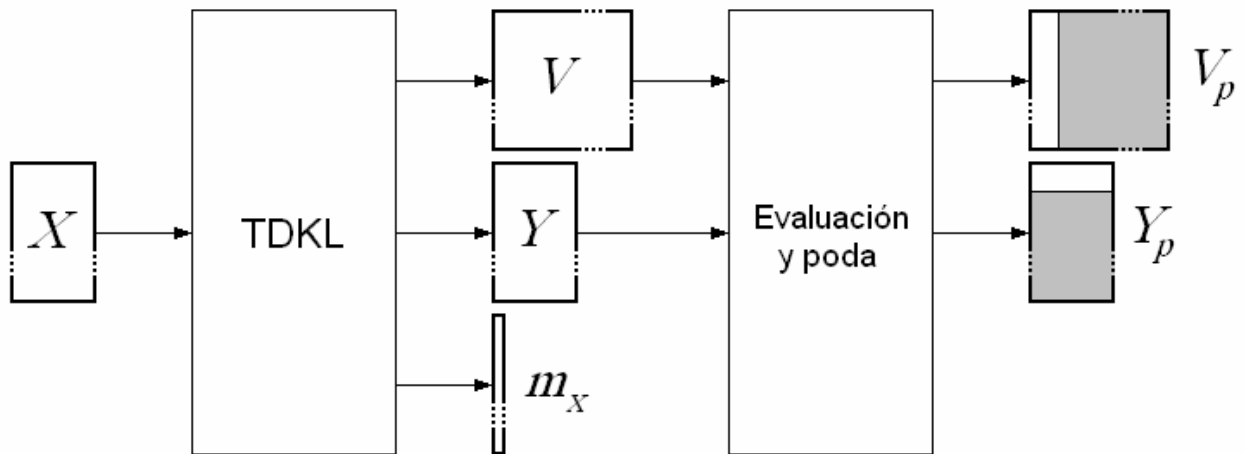 V
V_p
X
TDKL
Y
Evaluación
y poda
Y_p
m_x